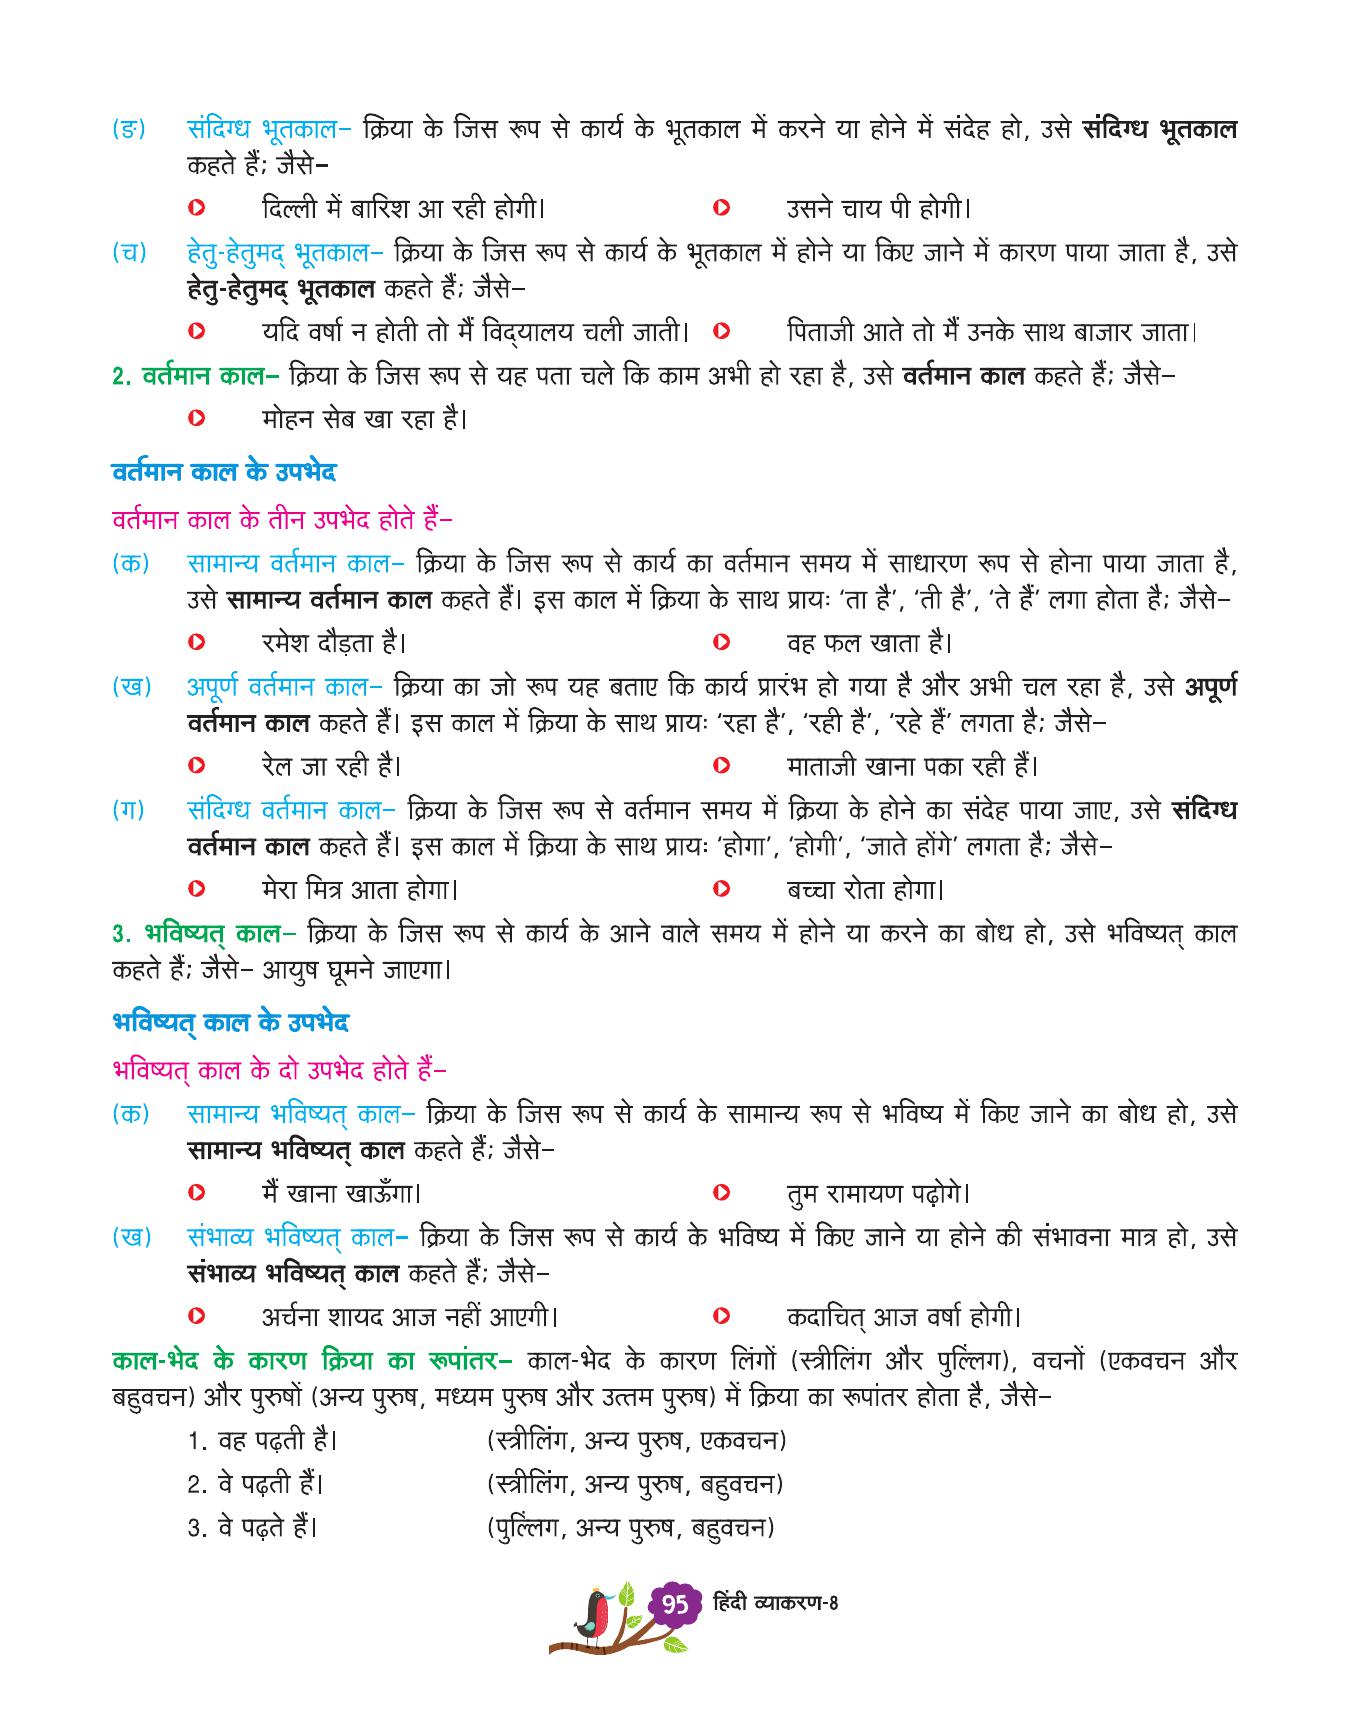 (ङ) संदिग्ध भूतकाल– क्रिया के जिस रूप से कार्य के भूतकाल में करने या होने में संदेह हो, उसे संदिग्ध भूतकाल
कहते हैं; जैसे–
दिल्ली में बारिश आ रही होगी। उसने चाय पी होगी।
(च) हेतु-हेतुमद् भूतकाल– क्रिया के जिस रूप से कार्य के भूतकाल में होने या किए जाने में कारण पाया जाता है, उसे
हेतु-हेतुमद् भूतकाल कहते हैं; जैसे–
यदि वर्षा न होती तो मैं विद्‌यालय चली जाती। पिताजी आते तो मैं उनके साथ बाजार जाता।
2. वर्तमान काल– क्रिया के जिस रूप से यह पता चले कि काम अभी हो रहा है, उसे वर्तमान काल कहते हैं; जैसे–
मोहन सेब खा रहा है।
वर्तमान काल के उपभेद
वर्तमान काल के तीन उपभेद होते हैं–
(क) सामान्य वर्तमान काल– क्रिया के जिस रूप से कार्य का वर्तमान समय में साधारण रूप से होना पाया जाता है,
उसे सामान्य वर्तमान काल कहते हैं। इस काल में क्रिया के साथ प्रायः ‘ता है’, ‘ती है’, ‘ते हैं’ लगा होता है; जैसे–
रमेश दौड़ता है। वह फल खाता है।
(ख) अपूर्ण वर्तमान काल– क्रिया का जो रूप यह बताए कि कार्य प्रारंभ हो गया है और अभी चल रहा है, उसे अपूर्ण
वर्तमान काल कहते हैं। इस काल में क्रिया के साथ प्रायः ‘रहा है’, ‘रही है’, ‘रहे हैं’ लगता है; जैसे–
रेल जा रही है। माताजी खाना पका रही हैं।
(ग) संदिग्ध वर्तमान काल– क्रिया के जिस रूप से वर्तमान समय में क्रिया के होने का संदेह पाया जाए, उसे संदिग्ध
वर्तमान काल कहते हैं। इस काल में क्रिया के साथ प्रायः ‘होगा’, ‘होगी’, ‘जाते होंगे’ लगता है; जैसे–
मेरा मित्र आता होगा। बच्चा रोता होगा।
3. भविष्यत् काल– क्रिया के जिस रूप से कार्य के आने वाले समय में होने या करने का बोध हो, उसे भविष्यत् काल
कहते हैं; जैसे– आयुष घूमने जाएगा।
भविष्यत् काल के उपभेद
भविष्यत् काल के दो उपभेद होते हैं–
(क) सामान्य भविष्यत् काल– क्रिया के जिस रूप से कार्य के सामान्य रूप से भविष्य में किए जाने का बोध हो, उसे
सामान्य भविष्यत् काल कहते हैं; जैसे–
मैं खाना खाऊँगा। तुम रामायण पढ़ोगे।
(ख) संभाव्य भविष्यत् काल– क्रिया के जिस रूप से कार्य के भविष्य में किए जाने या होने की संभावना मात्र हो, उसे
संभाव्य भविष्यत् काल कहते हैं; जैसे–
अर्चना शायद आज नहीं आएगी। कदाचित् आज वर्षा होगी।
काल-भेद के कारण क्रिया का रूपांतर– काल-भेद के कारण लिंगों (स्त्रीलिंग और पुल्लिंग), वचनों (एकवचन और
बहुवचन) और पुरुषों (अन्य पुरुष, मध्यम पुरुष और उत्तम पुरुष) में क्रिया का रूपांतर होता है, जैसे–
1. वह पढ़ती है। (स्त्रीलिंग, अन्य पुरुष, एकवचन)
2. वे पढ़ती हैं। (स्त्रीलिंग, अन्य पुरुष, बहुवचन)
3. वे पढ़ते हैं। (पुल्लिंग, अन्य पुरुष, बहुवचन)
95 हिंदी व्याकरण-8